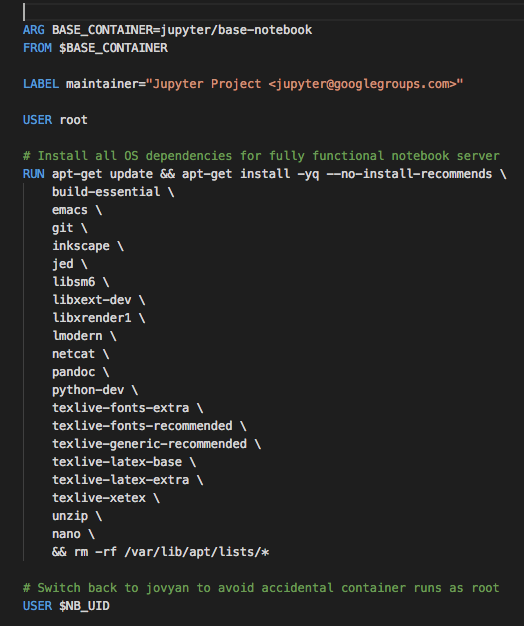 ARG BASE_CONTAINER=jupyter/base-notebook
FROM $BASE_CONTAINER
LABEL maintainer="Jupyter Project <jupyter@googlegroups.com>"
USER root
# Install all OS dependencies for fully functional notebook server
RUN apt-get update && apt-get install -yq --no-install-recommends \
build-essential \
emacs \
git \
inkscape \
jed \
libsm6 \
libxext-dev \
libxrender1 \
lmodern \
netcat \
pandoc \
python-dev \
texlive-fonts-extra \
texlive-fonts-recommended \
texlive-generic-recommended \
texlive-latex-base \
texlive-latex-extra \
texlive-xetex \
unzip \
nano \
&& rm -rf /var/lib/apt/lists/*
# Switch back to jovyan to avoid accidental container runs as root
USER $NB_UID